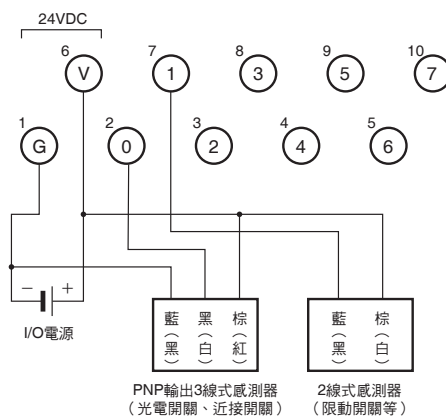 24VDC
6 V
7 1
8 3
9 5
10 7
1 G
2 0
3 2
4 4
5 6
− +
I/O電源
藍（黑）
黑（白）
棕（紅）
藍（黑）
棕（白）
PNP輸出3線式感測器
（光電開關、近接開關）
2線式感測器
（限動開關等）